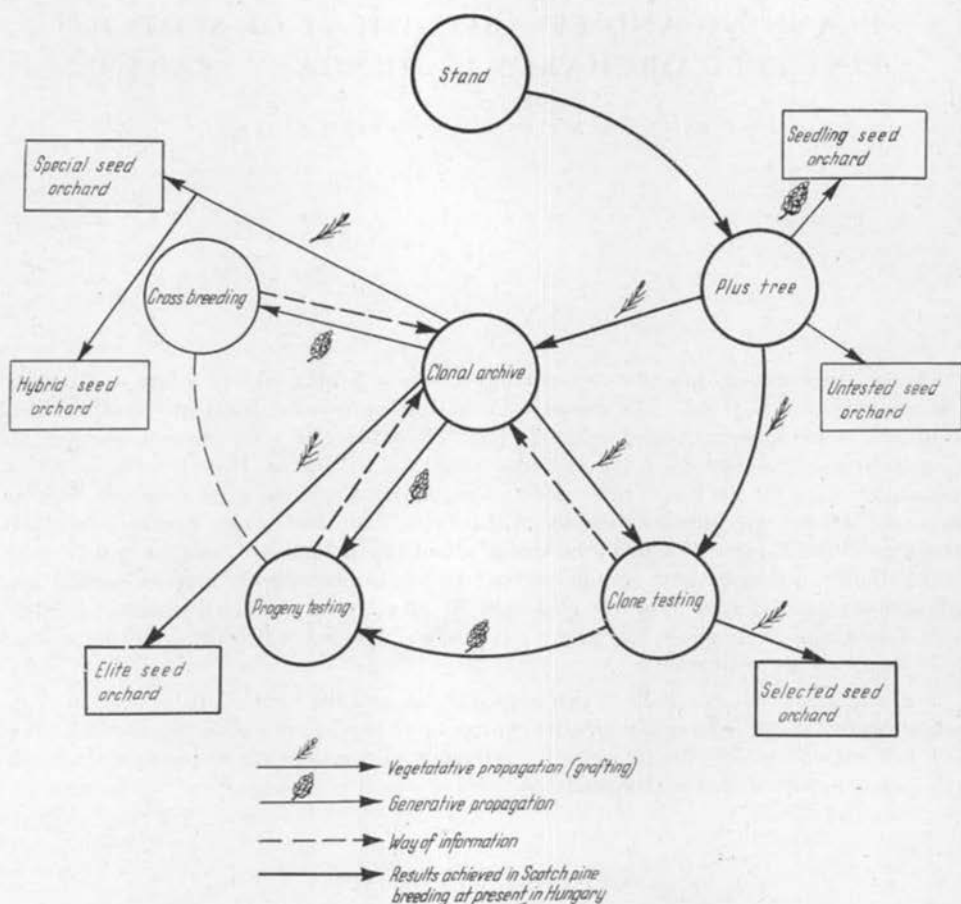 Stand
Seedling seed
orchard
Special seed
orchard
Cross breeding
Plus tree
Clonal archive
Hybrid seed
orchard
Untested seed
orchard
Progeny testing
Clone testing
Elite seed
orchard
Selected seed
orchard
Vegetatative propagation (grafting)
Generative propagation
Way of information
Results achieved in Scotch pine
breeding at present in Hungary